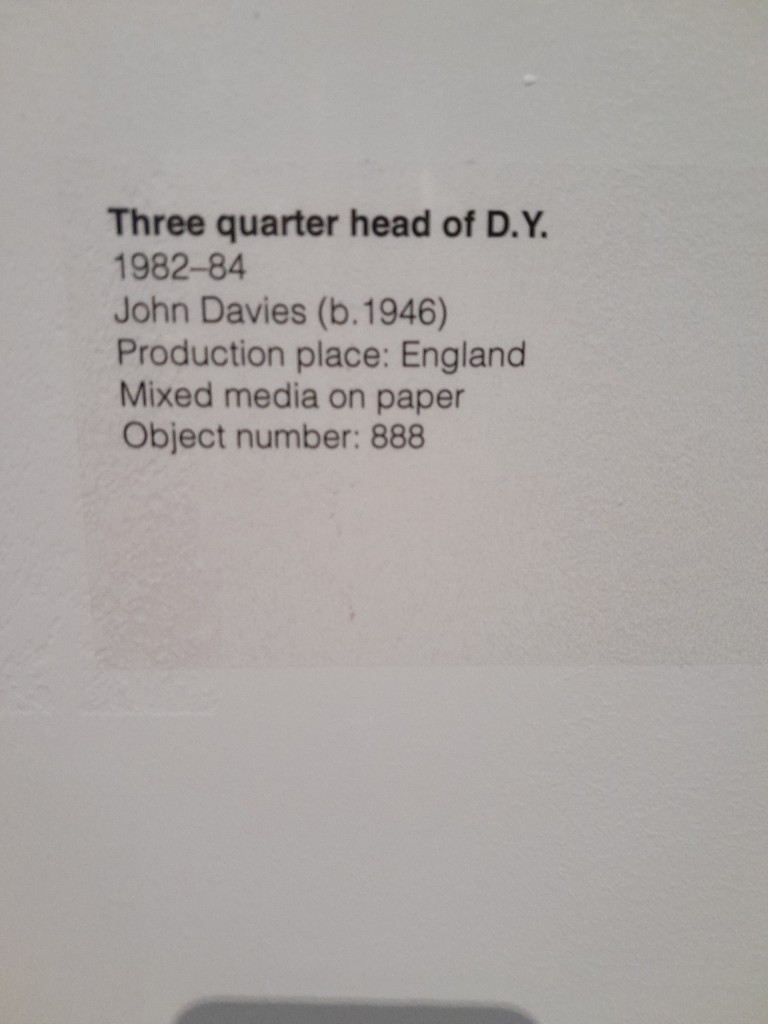 Three quarter head of D.Y.
1982–84
John Davies (b.1946)
Production place: England
Mixed media on paper
Object number: 888